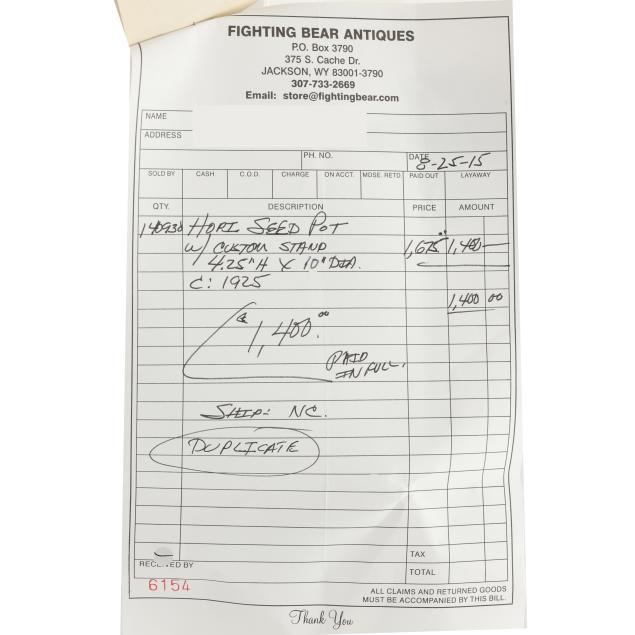 FIGHTING BEAR ANTIQUES
P.O. Box 3790
375 S. Cache Dr.
JACKSON, WY 83001-3790
307-733-2669
Email: store@fightingbear.com
NAME
ADDRESS
PH. NO. DATE 8-25-15
SOLD BY CASH C.O.D. CHARGE ON ACCT. MDSE. RETD. PAID OUT LAYAWAY
QTY. DESCRIPTION PRICE AMOUNT
140930 HOPI SEED POT
W/ CUSTOM STAND 1,675.00 1,400—
4.25"H X 10" DIA.
C: 1925
1,400 00
@ 1,400.00
PAID
IN FULL.
SHIP: NC.
DUPLICATE
TAX
RECEIVED BY TOTAL
6154
ALL CLAIMS AND RETURNED GOODS
MUST BE ACCOMPANIED BY THIS BILL.
Thank You